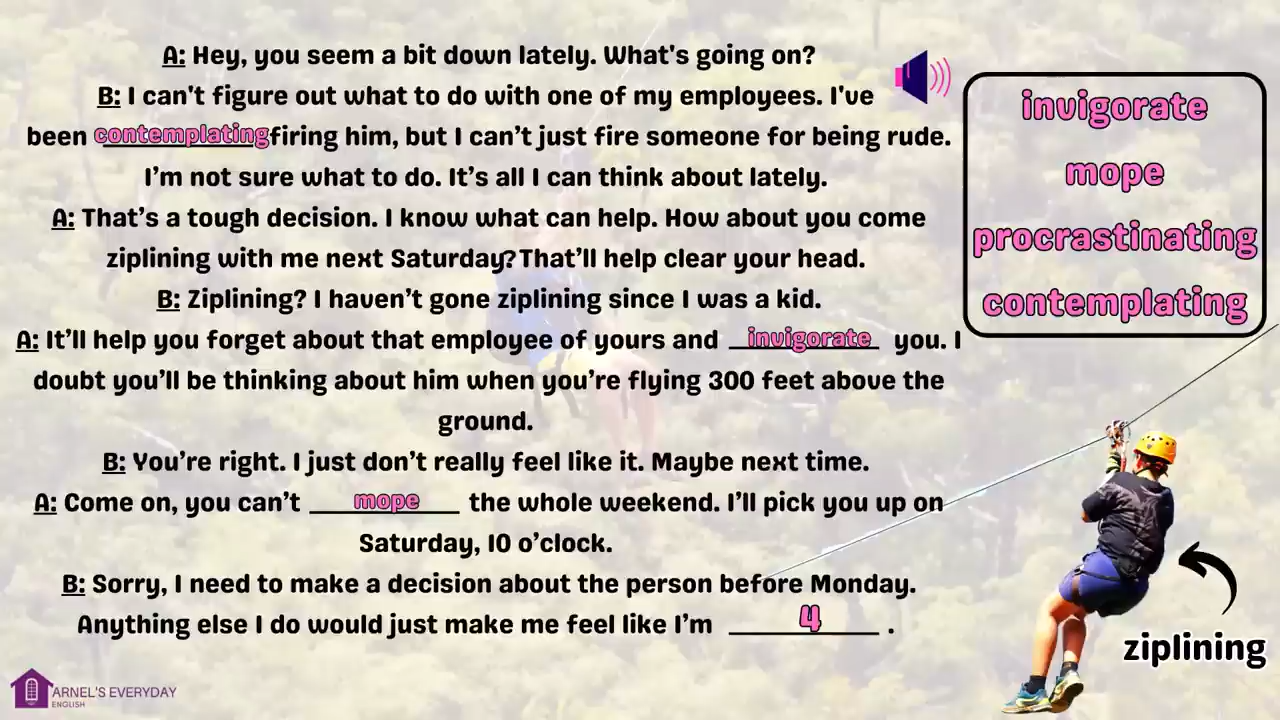 A: Hey, you seem a bit down lately. What's going on?
B: I can't figure out what to do with one of my employees. I've
been contemplating firing him, but I can't just fire someone for being rude.
I'm not sure what to do. It's all I can think about lately.
A: That's a tough decision. I know what can help. How about you come
ziplining with me next Saturday? That'll help clear your head.
B: Ziplining? I haven't gone ziplining since I was a kid.
A: It'll help you forget about that employee of yours and invigorate you. I
doubt you'll be thinking about him when you're flying 300 feet above the
ground.
B: You're right. I just don't really feel like it. Maybe next time.
A: Come on, you can't mope the whole weekend. I'll pick you up on
Saturday, 10 o'clock.
B: Sorry, I need to make a decision about the person before Monday.
Anything else I do would just make me feel like I'm 4 .
invigorate
mope
procrastinating
contemplating
ziplining
ARNEL'S EVERYDAY
ENGLISH